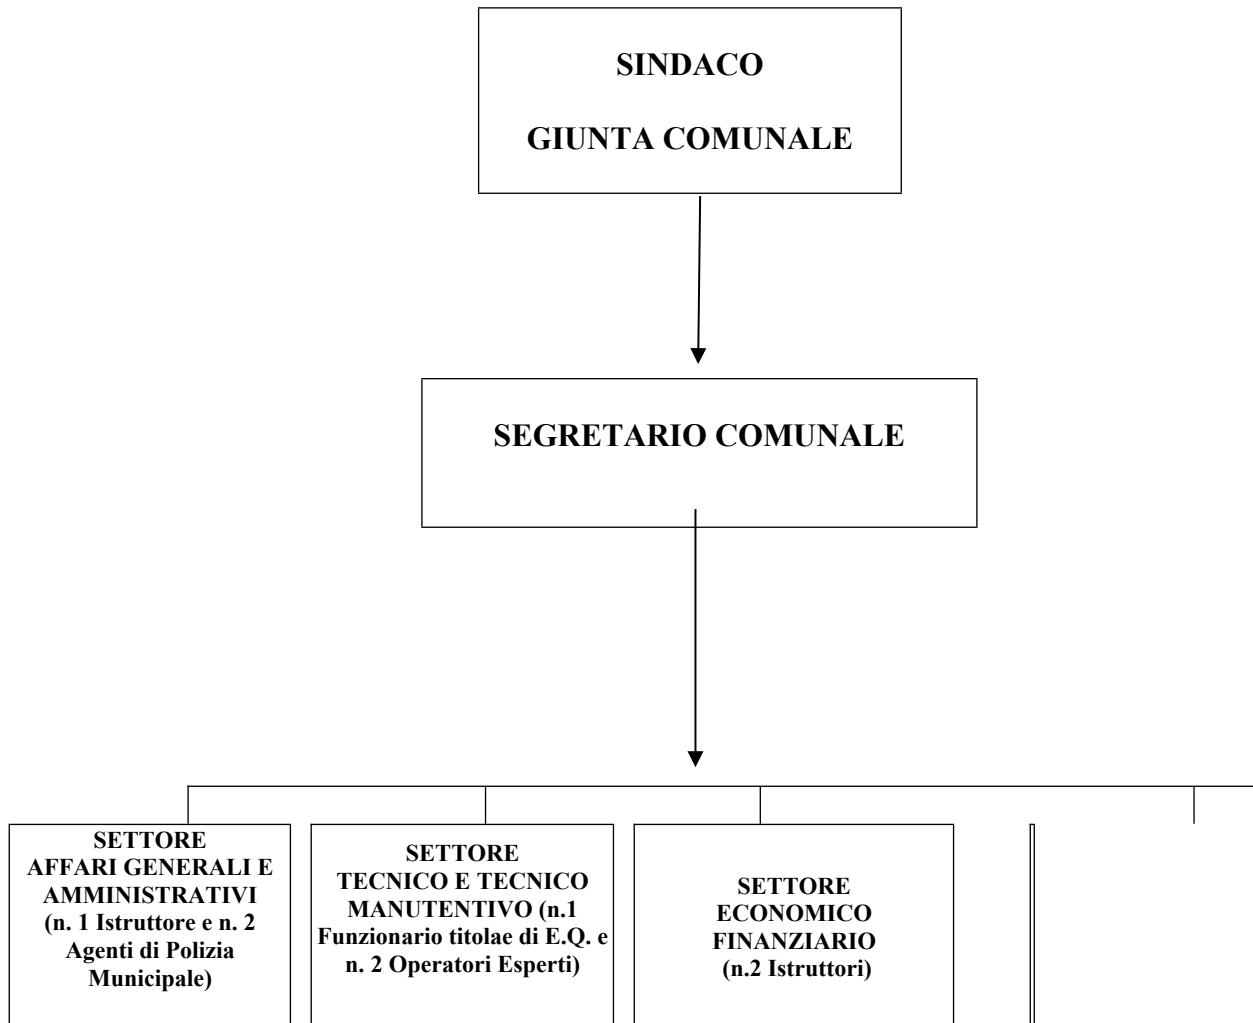 SINDACO
GIUNTA COMUNALE
SEGRETARIO COMUNALE
SETTORE
AFFARI GENERALI E
AMMINISTRATIVI
(n. 1 Istruttore e n. 2
Agenti di Polizia
Municipale)
SETTORE
TECNICO E TECNICO
MANUTENTIVO (n.1
Funzionario titolae di E.Q. e
n. 2 Operatori Esperti)
SETTORE
ECONOMICO
FINANZIARIO
(n.2 Istruttori)